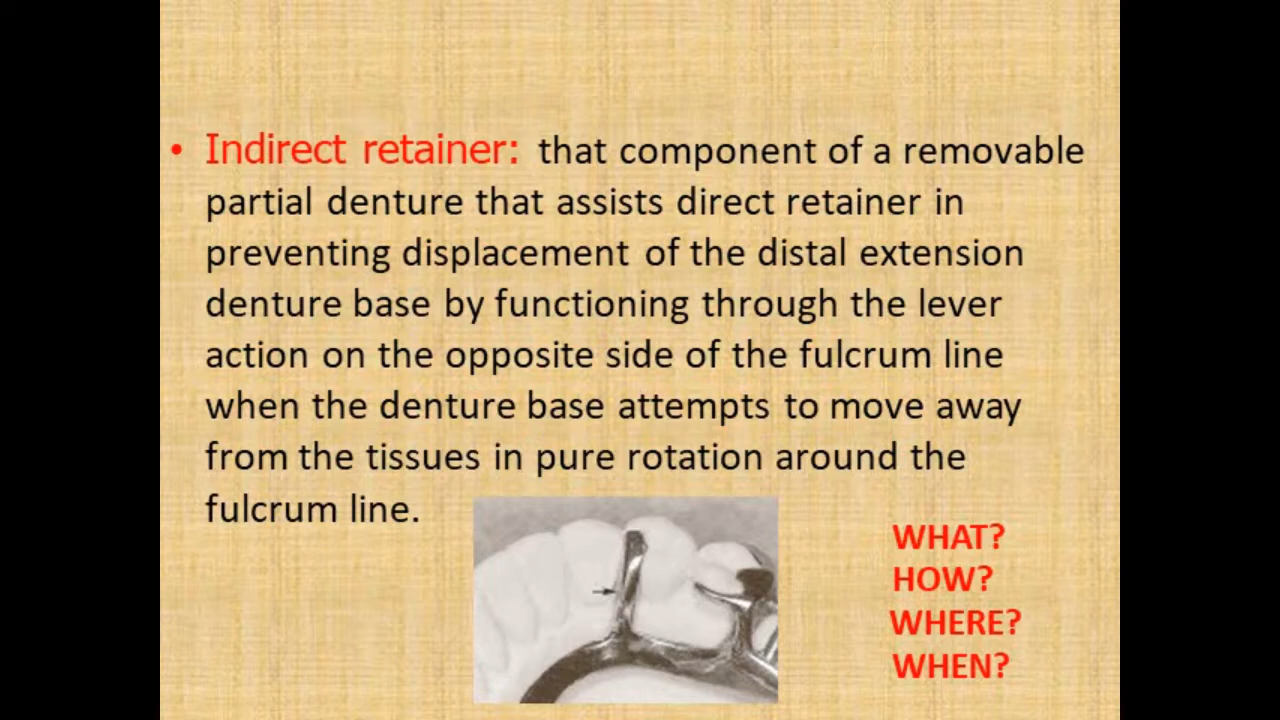 • Indirect retainer: that component of a removable
partial denture that assists direct retainer in
preventing displacement of the distal extension
denture base by functioning through the lever
action on the opposite side of the fulcrum line
when the denture base attempts to move away
from the tissues in pure rotation around the
fulcrum line.
WHAT?
HOW?
WHERE?
WHEN?